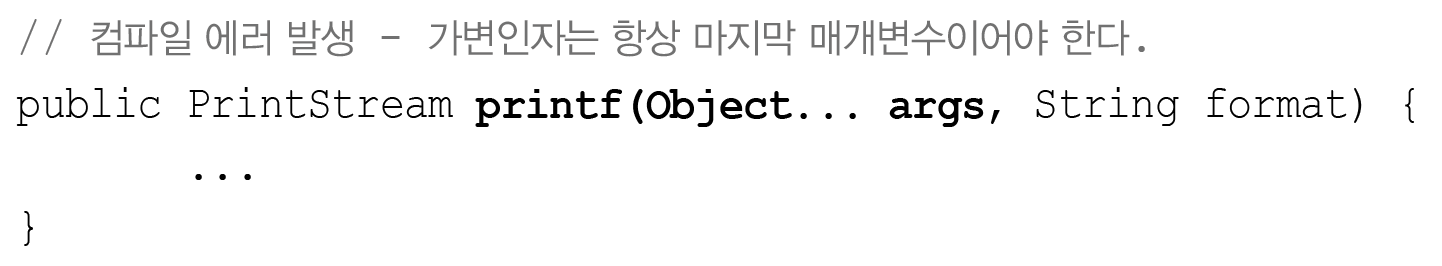 // 컴파일 에러 발생 - 가변인자는 항상 마지막 매개변수이어야 한다.
public PrintStream printf(Object... args, String format) {
...
}